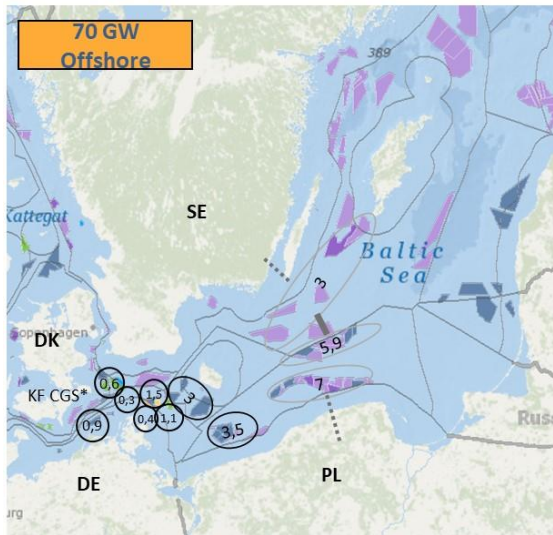 70 GW
Offshore
389
SE
Kattegat
Baltic
Sea
3
DK
5,9
KF CGS*
0,6
0,3
1,5
3
7
0,9
0,4
1,1
3,5
DE
PL